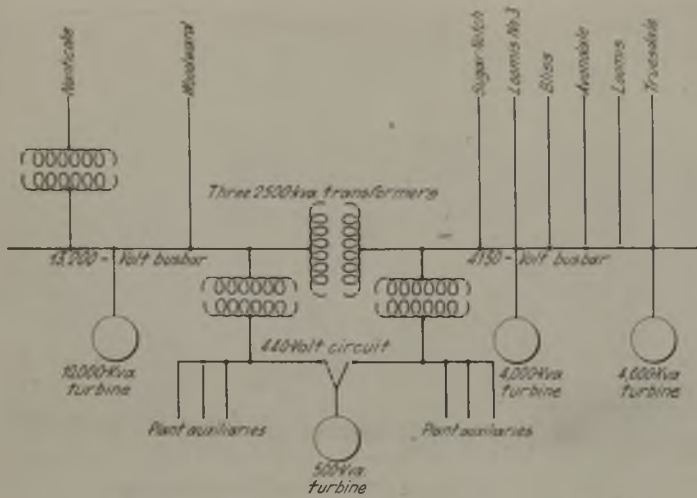 Nanticoke
Woodward
Sugar Notch
Loomis No.3
Bliss
Avondale
Loomis
Truesdale
Three 2500 kva. transformers
13,200 - Volt busbar
4150 - Volt busbar
440-Volt circuit
10,000-Kva
turbine
4,000-Kva
turbine
4,000-Kva
turbine
Plant auxiliaries
Plant auxiliaries
500-Kva.
turbine